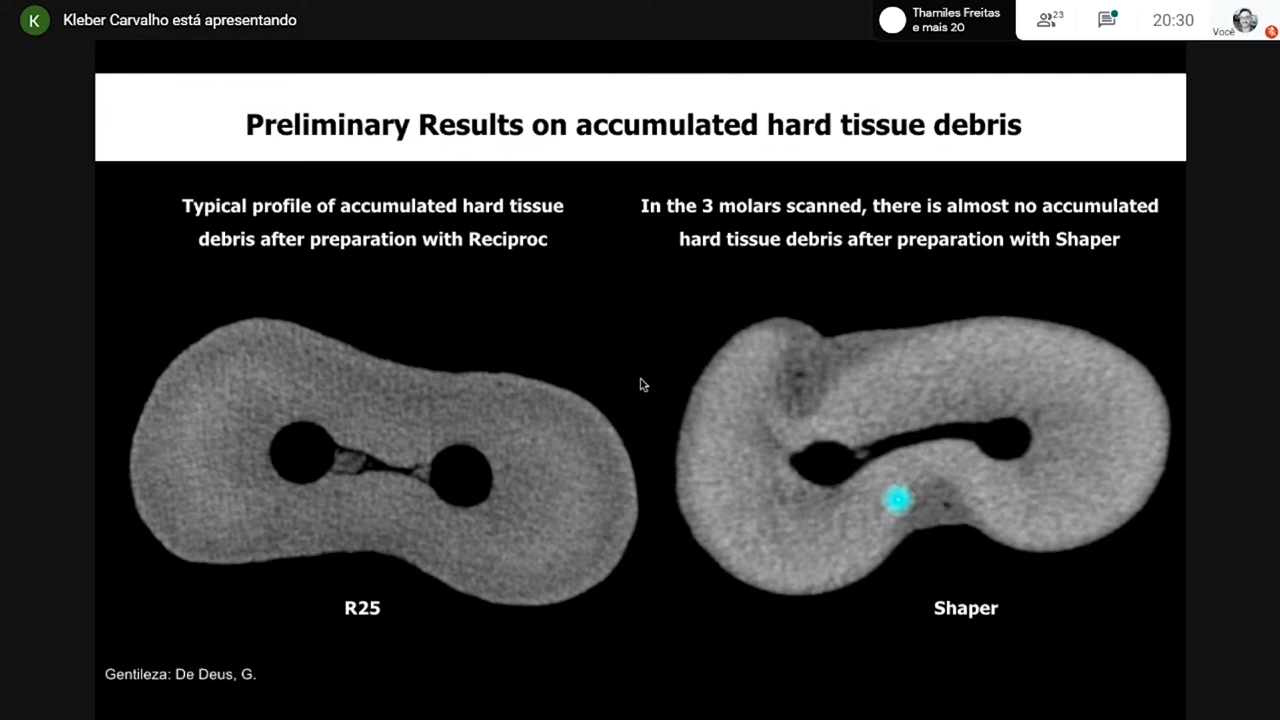 K
Kleber Carvalho está apresentando
Thamiles Freitas
e mais 20
23
20:30
Você
Preliminary Results on accumulated hard tissue debris
Typical profile of accumulated hard tissue
debris after preparation with Reciproc
In the 3 molars scanned, there is almost no accumulated
hard tissue debris after preparation with Shaper
R25
Shaper
Gentileza: De Deus, G.